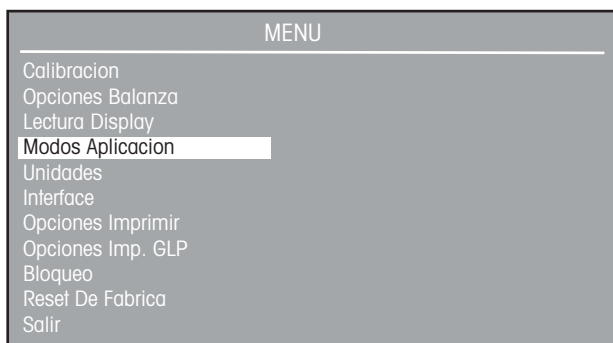 MENU
Calibracion
Opciones Balanza
Lectura Display
Modos Aplicacion
Unidades
Interface
Opciones Imprimir
Opciones Imp. GLP
Bloqueo
Reset De Fabrica
Salir